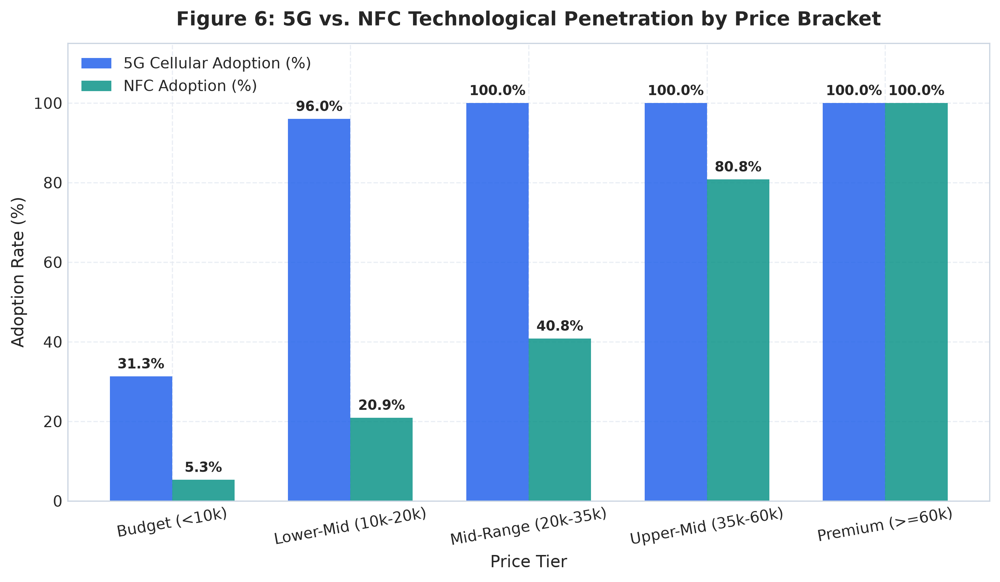 Figure 6: 5G vs. NFC Technological Penetration by Price Bracket
5G Cellular Adoption (%)
NFC Adoption (%)
Adoption Rate (%)
100
80
60
40
20
0
31.3%
5.3%
96.0%
20.9%
100.0%
40.8%
100.0%
80.8%
100.0%
100.0%
Budget (<10k)
Lower-Mid (10k-20k)
Mid-Range (20k-35k)
Upper-Mid (35k-60k)
Premium (>=60k)
Price Tier